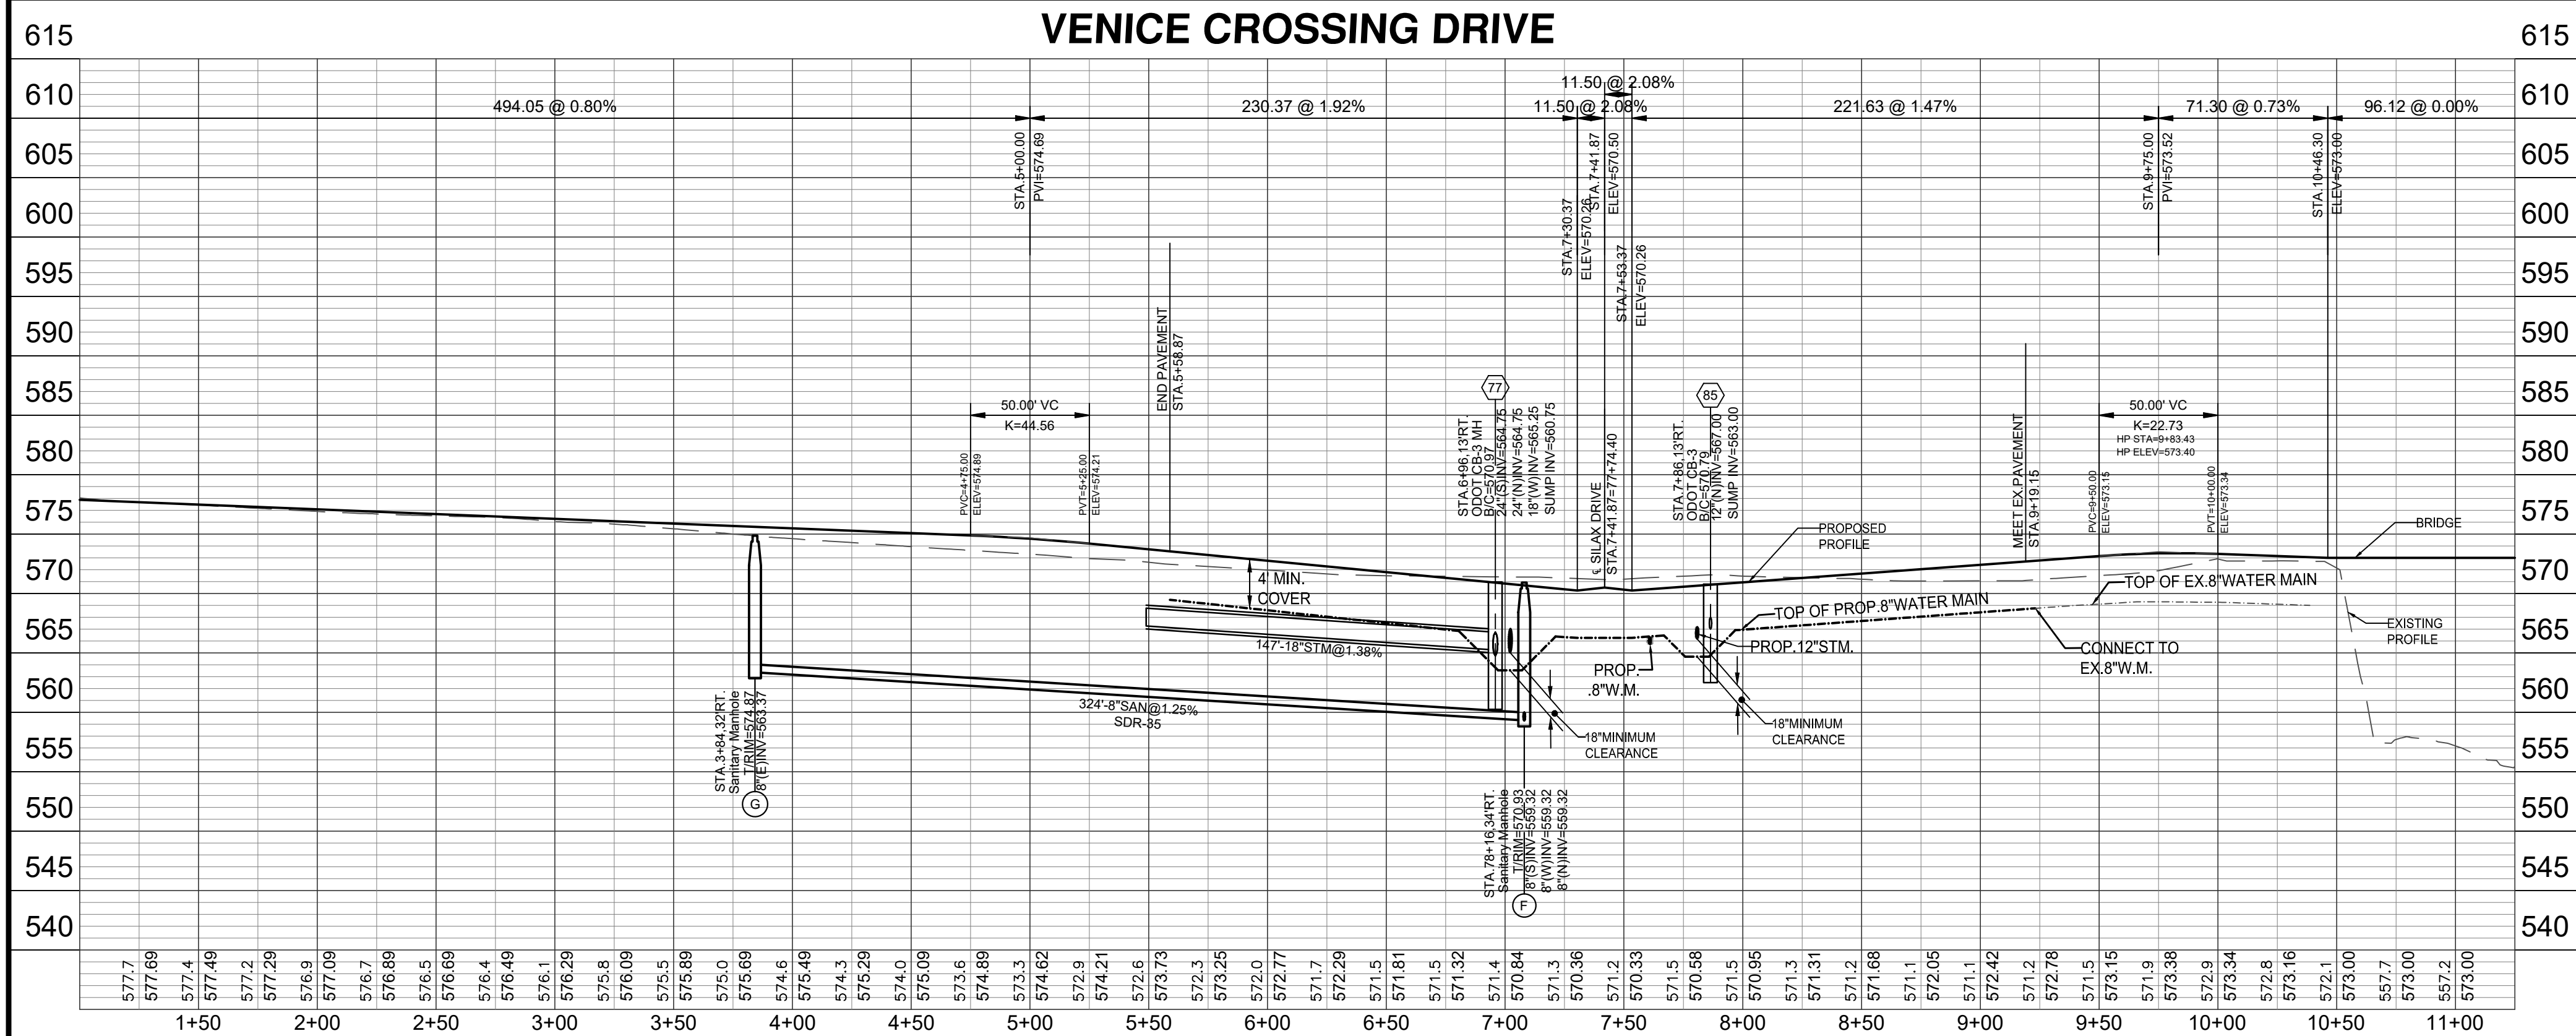 VENICE CROSSING DRIVE
615
615
610
610
605
605
600
600
595
595
590
590
585
585
580
580
575
575
570
570
565
565
560
560
555
555
550
550
545
545
540
540
494.05 @ 0.80%
230.37 @ 1.92%
11.50 @ 2.08%
11.50 @ 2.08%
221.63 @ 1.47%
71.30 @ 0.73%
96.12 @ 0.00%
STA.5+00.00
PVI=574.69
STA.7+30.37
ELEV=570.26
STA.7+41.87
ELEV=570.50
STA.7+53.37
ELEV=570.26
STA.9+75.00
PVI=573.52
STA.10+46.30
ELEV=573.00
50.00' VC
K=44.56
PVC=4+75.00
ELEV=574.89
PVT=5+25.00
ELEV=574.21
END PAVEMENT
STA.5+58.87
77
STA.6+96,13'RT.
ODOT CB-3 MH
B/C=570.97
24"(S)INV=564.75
24"(N)INV=564.75
18"(W)INV=565.25
SUMP INV=560.75
℄ SILAX DRIVE
STA.7+41.87=77+74.40
85
STA.7+86,13'RT.
ODOT CB-3
B/C=570.79
12"(N)INV=567.00
SUMP INV=563.00
MEET EX.PAVEMENT
STA.9+19.15
50.00' VC
K=22.73
HP STA=9+83.43
HP ELEV=573.40
PVC=9+50.00
ELEV=573.15
PVT=10+00.00
ELEV=573.34
PROPOSED
PROFILE
BRIDGE
4' MIN.
COVER
TOP OF EX.8"WATER MAIN
TOP OF PROP.8"WATER MAIN
147'-18"STM@1.38%
PROP.12"STM.
PROP.
.8"W.M.
CONNECT TO
EX.8"W.M.
EXISTING
PROFILE
324'-8"SAN@1.25%
SDR-35
18"MINIMUM
CLEARANCE
18"MINIMUM
CLEARANCE
STA.3+84,32'RT.
Sanitary Manhole
T/RIM=574.87
8"(E)INV=563.37
G
STA.78+16,34'RT.
Sanitary Manhole
T/RIM=570.93
8"(S)INV=559.32
8"(W)INV=559.32
8"(N)INV=559.32
F
577.7
577.69
577.4
577.49
577.2
577.29
576.9
577.09
576.7
576.89
576.5
576.69
576.4
576.49
576.1
576.29
575.8
576.09
575.5
575.89
575.0
575.69
574.6
575.49
574.3
575.29
574.0
575.09
573.6
574.89
573.3
574.62
572.9
574.21
572.6
573.73
572.3
573.25
572.0
572.77
571.7
572.29
571.5
571.81
571.5
571.32
571.4
570.84
571.3
570.36
571.2
570.33
571.5
570.58
571.5
570.95
571.3
571.31
571.2
571.68
571.1
572.05
571.1
572.42
571.2
572.78
571.5
573.15
571.9
573.38
572.9
573.34
572.8
573.16
572.1
573.00
557.7
573.00
557.2
573.00
1+50
2+00
2+50
3+00
3+50
4+00
4+50
5+00
5+50
6+00
6+50
7+00
7+50
8+00
8+50
9+00
9+50
10+00
10+50
11+00